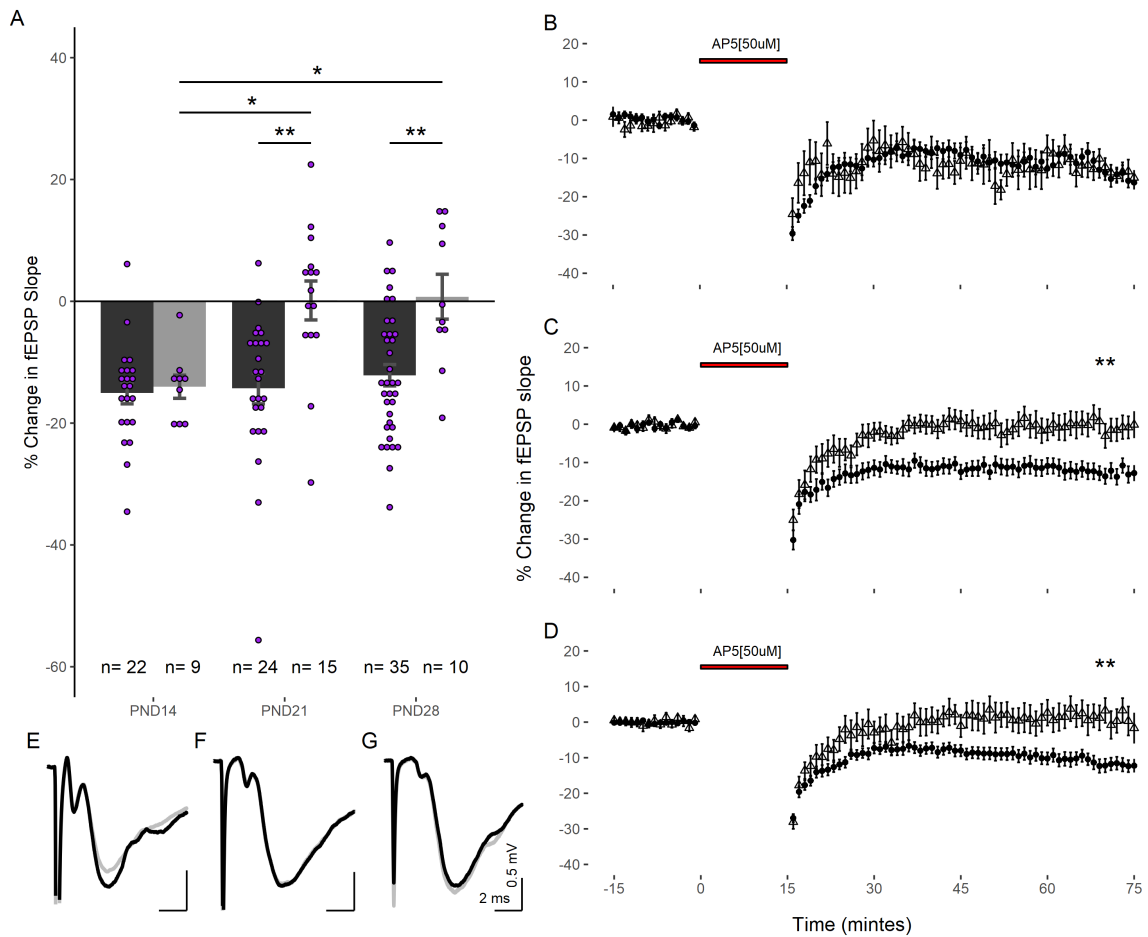 A
% Change in fEPSP Slope
40
20
0
-20
-40
-60
*
*
** **
n= 22 n= 9 n= 24 n= 15 n= 35 n= 10
PND14 PND21 PND28
B
AP5[50uM]
20
10
0
-10
-20
-30
-40
C
AP5[50uM]
**
20
10
0
-10
-20
-30
-40
% Change in fEPSP slope
D
AP5[50uM]
**
20
10
0
-10
-20
-30
-40
-15 0 15 30 45 60 75
Time (mintes)
E F G
0.5 mV
2 ms